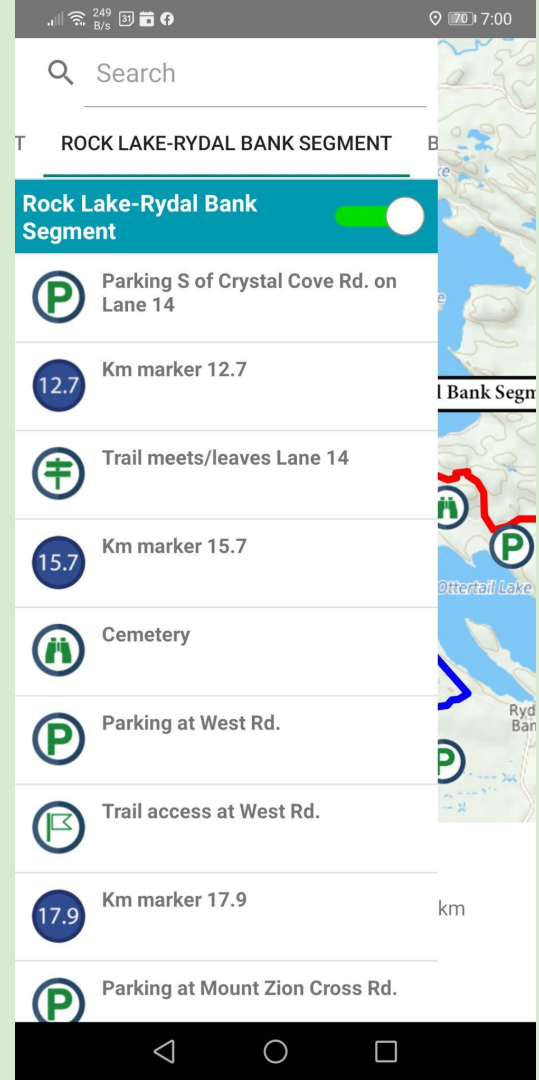 249
B/s
31
70 7:00
Search
T ROCK LAKE-RYDAL BANK SEGMENT B
Rock Lake-Rydal Bank
Segment
P Parking S of Crystal Cove Rd. on
Lane 14
12.7 Km marker 12.7
Trail meets/leaves Lane 14
15.7 Km marker 15.7
Cemetery
P Parking at West Rd.
Trail access at West Rd.
17.9 Km marker 17.9
P Parking at Mount Zion Cross Rd.
ke
e
l Bank Segm
P
Ottertail Lake
Ryd
Ban
P
km